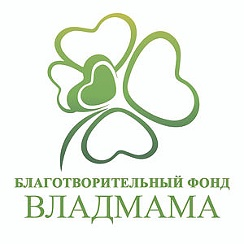 БЛАГОТВОРИТЕЛЬНЫЙ ФОНД
ВЛАДМАМА